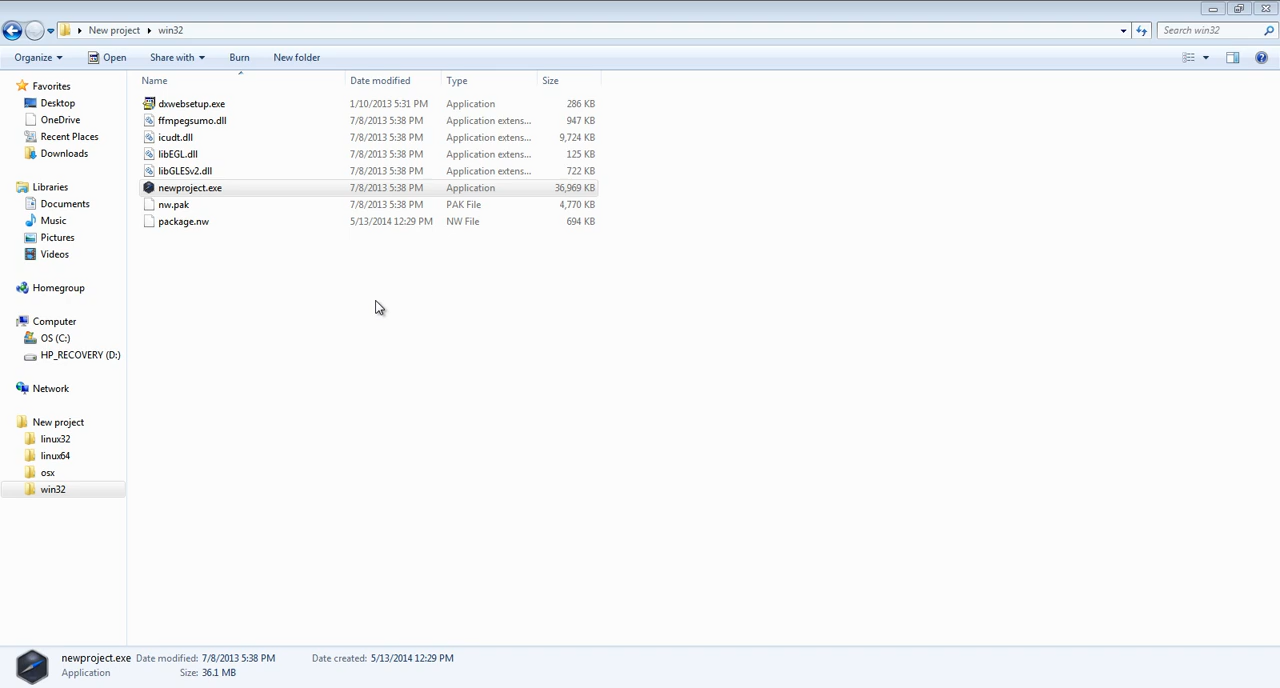 New project win32
Search win32
Organize Open Share with Burn New folder
Name Date modified Type Size
dxwebsetup.exe 1/10/2013 5:31 PM Application 286 KB
ffmpegsumo.dll 7/8/2013 5:38 PM Application extens... 947 KB
icudt.dll 7/8/2013 5:38 PM Application extens... 9,724 KB
libEGL.dll 7/8/2013 5:38 PM Application extens... 125 KB
libGLESv2.dll 7/8/2013 5:38 PM Application extens... 722 KB
newproject.exe 7/8/2013 5:38 PM Application 36,969 KB
nw.pak 7/8/2013 5:38 PM PAK File 4,770 KB
package.nw 5/13/2014 12:29 PM NW File 694 KB
Favorites
Desktop
OneDrive
Recent Places
Downloads
Libraries
Documents
Music
Pictures
Videos
Homegroup
Computer
OS (C:)
HP_RECOVERY (D:)
Network
New project
linux32
linux64
osx
win32
newproject.exe Date modified: 7/8/2013 5:38 PM Date created: 5/13/2014 12:29 PM
Application Size: 36.1 MB